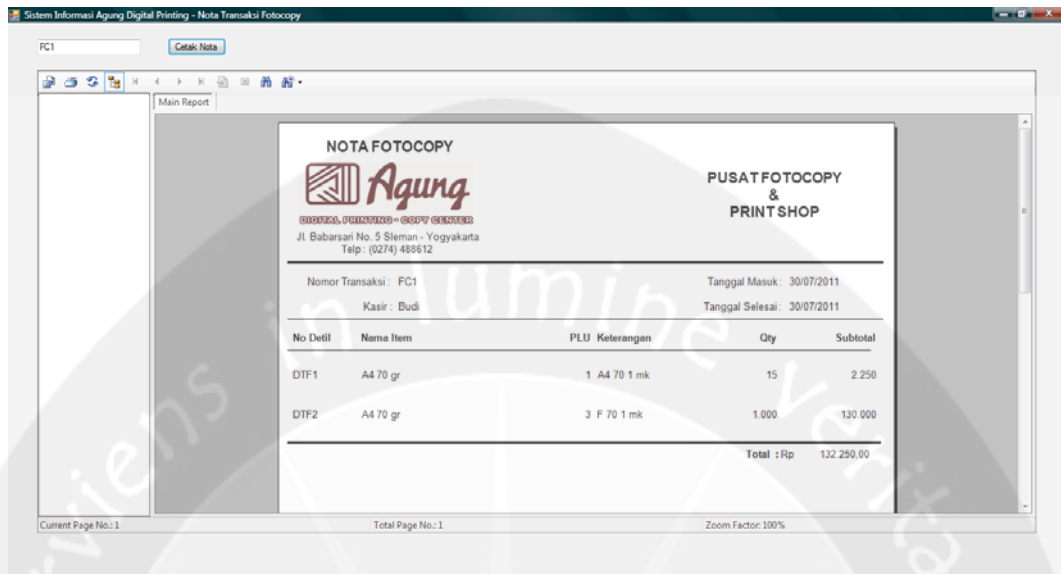 Sistem Informasi Agung Digital Printing - Nota Transaksi Fotocopy
FC1 Cetak Nota
Main Report
NOTA FOTOCOPY
Agung
DIGITAL PRINTING - COPY CENTER
Jl. Babarsari No. 5 Sleman - Yogyakarta
Telp : (0274) 488612
PUSAT FOTOCOPY
&
PRINT SHOP
Nomor Transaksi : FC1 Tanggal Masuk : 30/07/2011
Kasir : Budi Tanggal Selesai : 30/07/2011
No Detil Nama Item PLU Keterangan Qty Subtotal
DTF1 A4 70 gr 1 A4 70 1 mk 15 2.250
DTF2 A4 70 gr 3 F 70 1 mk 1.000 130.000
Total : Rp 132.250,00
Current Page No.: 1 Total Page No.: 1 Zoom Factor: 100%
viens in lumine verita